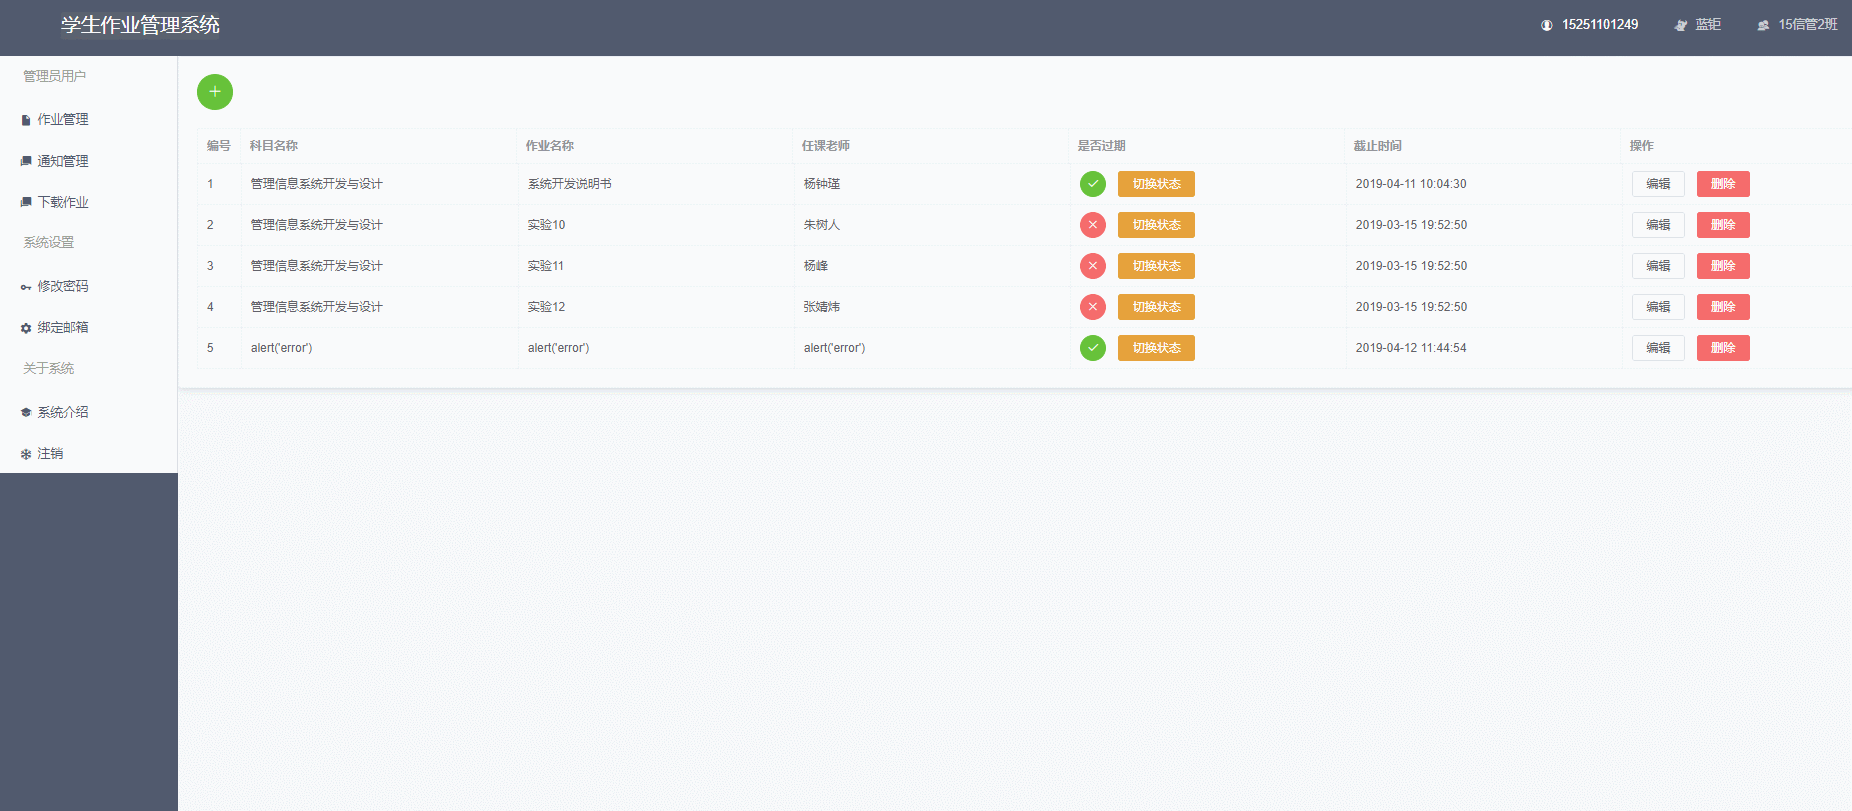 学生作业管理系统
15251101249 蓝钜 15信管2班
管理员用户
作业管理
通知管理
下载作业
系统设置
修改密码
绑定邮箱
关于系统
系统介绍
注销
编号 科目名称 作业名称 任课老师 是否过期 截止时间 操作
1 管理信息系统开发与设计 系统开发说明书 杨钟瑾 切换状态 2019-04-11 10:04:30 编辑 删除
2 管理信息系统开发与设计 实验10 朱树人 切换状态 2019-03-15 19:52:50 编辑 删除
3 管理信息系统开发与设计 实验11 杨峰 切换状态 2019-03-15 19:52:50 编辑 删除
4 管理信息系统开发与设计 实验12 张婧炜 切换状态 2019-03-15 19:52:50 编辑 删除
5 alert('error') alert('error') alert('error') 切换状态 2019-04-12 11:44:54 编辑 删除